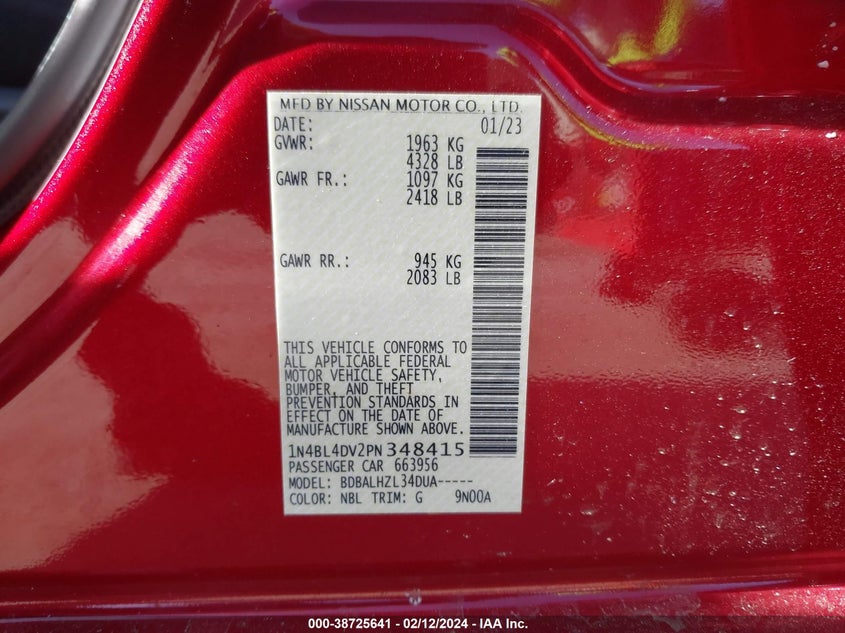 MFD BY NISSAN MOTOR CO., LTD.
DATE: 01/23
GVWR: 1963 KG
4328 LB
GAWR FR.: 1097 KG
2418 LB
GAWR RR.: 945 KG
2083 LB
THIS VEHICLE CONFORMS TO
ALL APPLICABLE FEDERAL
MOTOR VEHICLE SAFETY,
BUMPER, AND THEFT
PREVENTION STANDARDS IN
EFFECT ON THE DATE OF
MANUFACTURE SHOWN ABOVE.
1N4BL4DV2PN348415
PASSENGER CAR 663956
MODEL: BDBALHZL34DUA-----
COLOR: NBL TRIM: G 9N00A
000-38725641 - 02/12/2024 - IAA Inc.